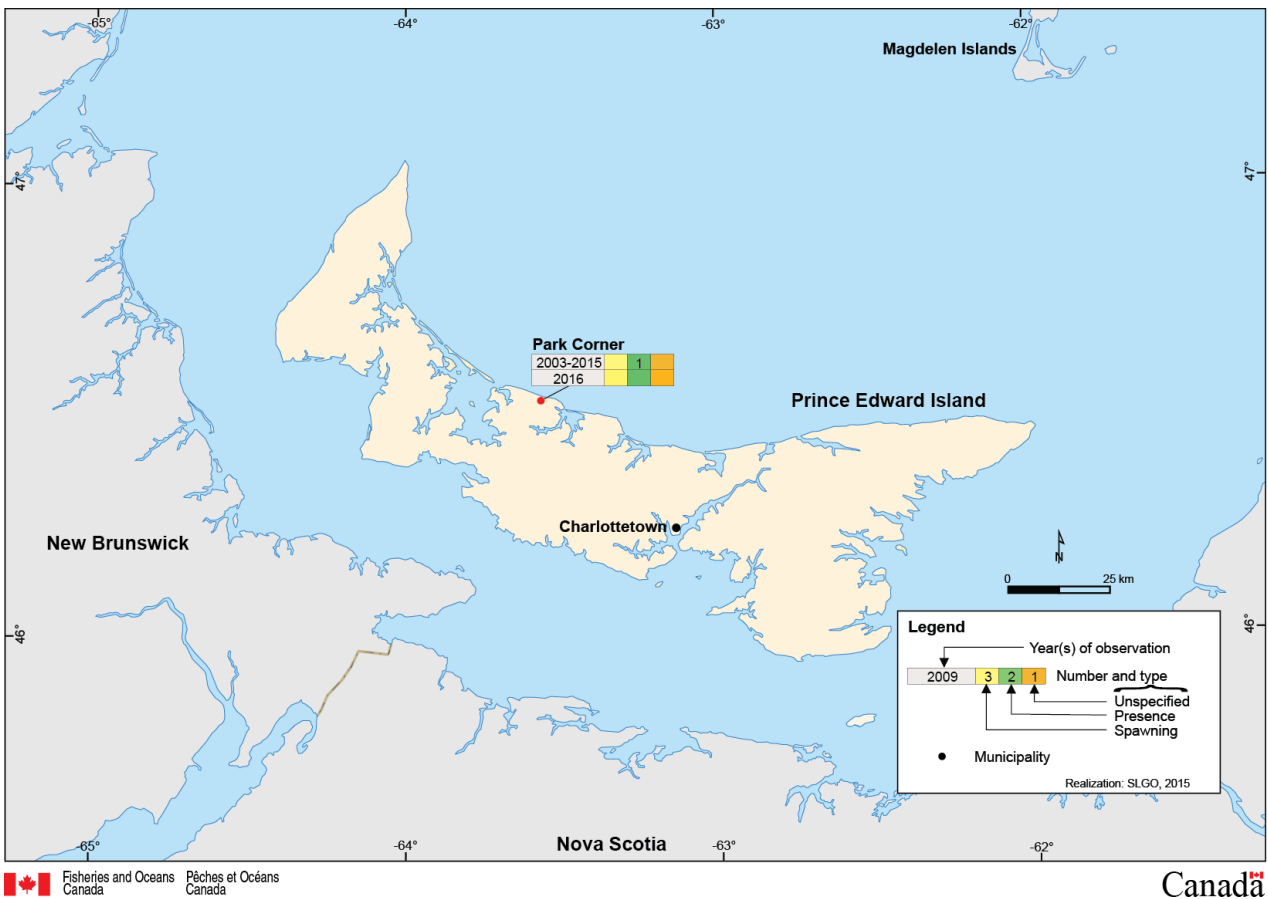 -65°
-64°
-63°
-62°
Magdelen Islands
47°
47°
Park Corner
2003-2015 1
2016
Prince Edward Island
Charlottetown
New Brunswick
N
0 25 km
46°
46°
Legend
Year(s) of observation
2009 3 2 1 Number and type
Unspecified
Presence
Spawning
Municipality
Realization: SLGO, 2015
Nova Scotia
-65°
-64°
-63°
-62°
Fisheries and Oceans Pêches et Océans
Canada Canada
Canada